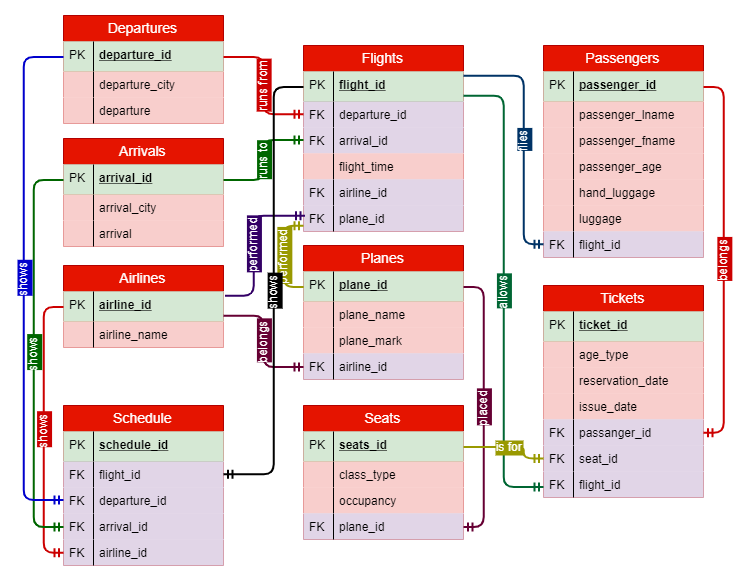 Departures
PK departure_id
departure_city
departure
Arrivals
PK arrival_id
arrival_city
arrival
Airlines
PK airline_id
airline_name
Schedule
PK schedule_id
FK flight_id
FK departure_id
FK arrival_id
FK airline_id
Flights
PK flight_id
FK departure_id
FK arrival_id
flight_time
FK airline_id
FK plane_id
Planes
PK plane_id
plane_name
plane_mark
FK airline_id
Seats
PK seats_id
class_type
occupancy
FK plane_id
Passengers
PK passenger_id
passenger_lname
passenger_fname
passenger_age
hand_luggage
luggage
FK flight_id
Tickets
PK ticket_id
age_type
reservation_date
issue_date
FK passanger_id
FK seat_id
FK flight_id
runs from
runs to
performed
performed
belongs
shows
shows
shows
shows
placed
is for
allows
belongs